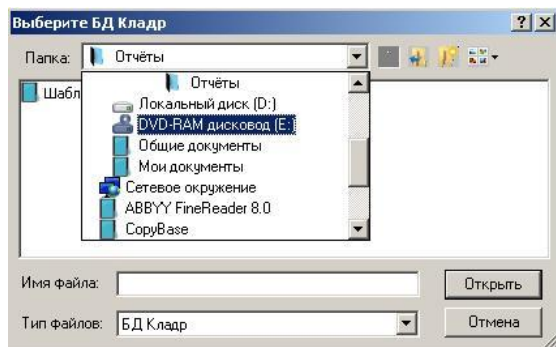 Выберите БД Кладр
Папка: Отчёты
Отчёты
Шабл
Локальный диск (D:)
DVD-RAM дисковод (E:
Общие документы
Мои документы
Сетевое окружение
ABBYY FineReader 8.0
CopyBase
Имя файла:
Открыть
Тип файлов: БД Кладр
Отмена